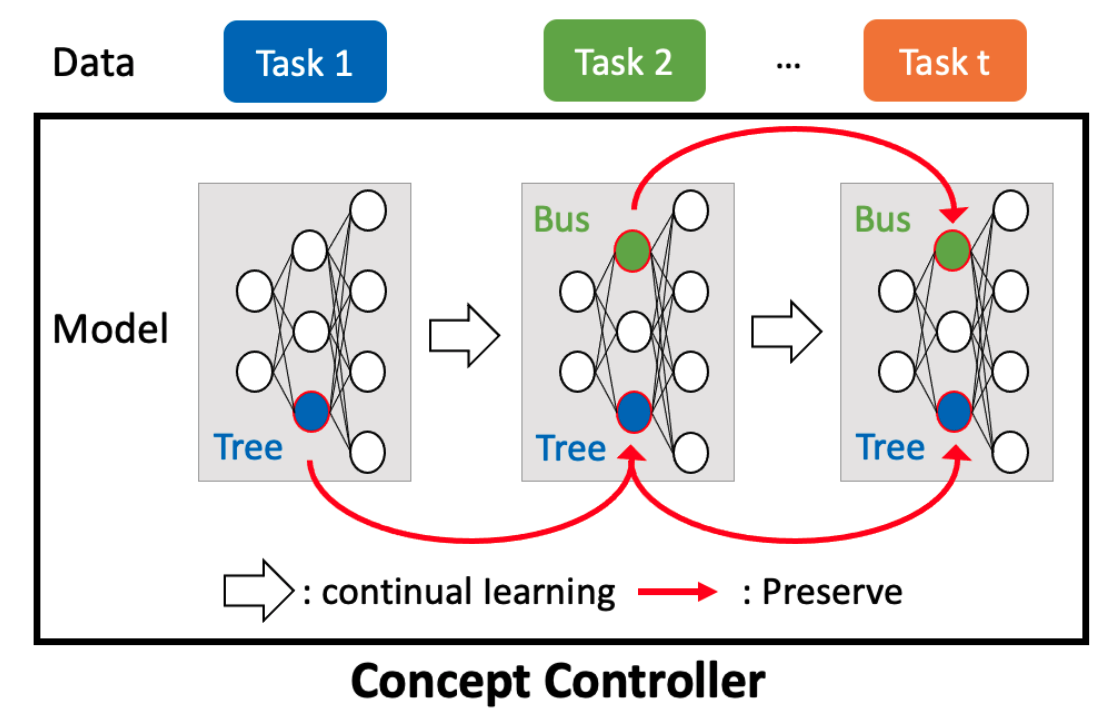 Data
Task 1
Task 2
...
Task t
Model
Tree
Bus
Tree
Bus
Tree
: continual learning
: Preserve
Concept Controller